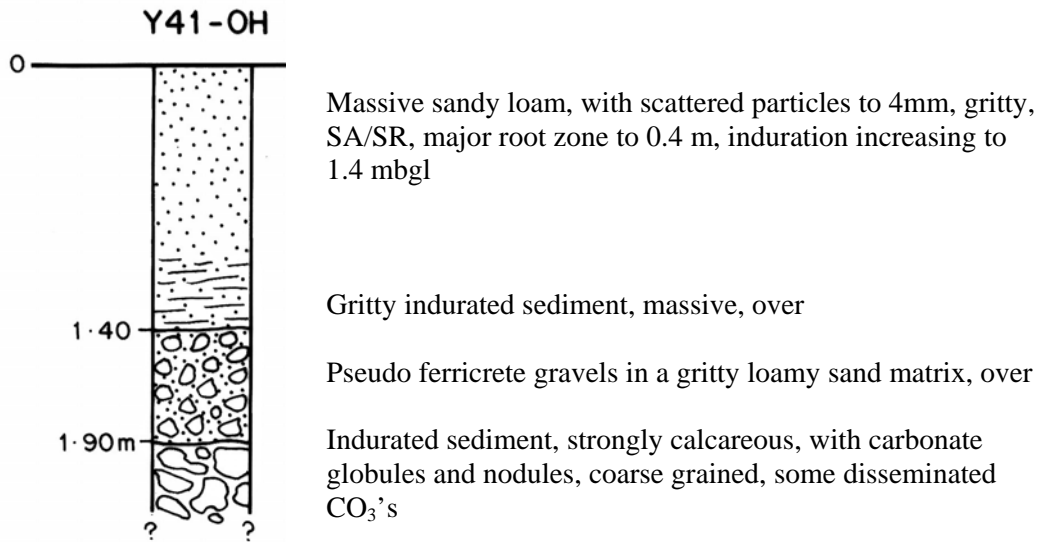 Y41-OH
0
Massive sandy loam, with scattered particles to 4mm, gritty,
SA/SR, major root zone to 0.4 m, induration increasing to
1.4 mbgl
Gritty indurated sediment, massive, over
1·40
Pseudo ferricrete gravels in a gritty loamy sand matrix, over
1·90m
Indurated sediment, strongly calcareous, with carbonate
globules and nodules, coarse grained, some disseminated
CO₃’s
? ?